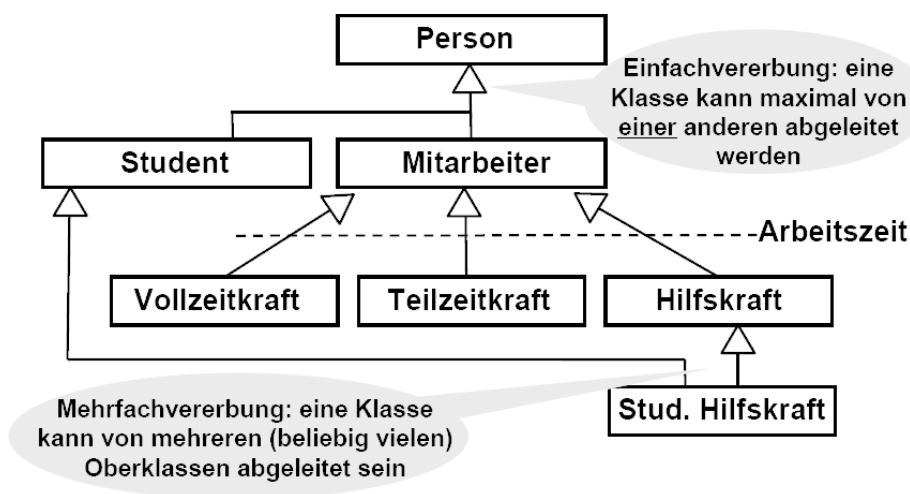 Person
Einfachvererbung: eine
Klasse kann maximal von
einer anderen abgeleitet
werden
Student
Mitarbeiter
Arbeitszeit
Vollzeitkraft
Teilzeitkraft
Hilfskraft
Mehrfachvererbung: eine Klasse
kann von mehreren (beliebig vielen)
Oberklassen abgeleitet sein
Stud. Hilfskraft